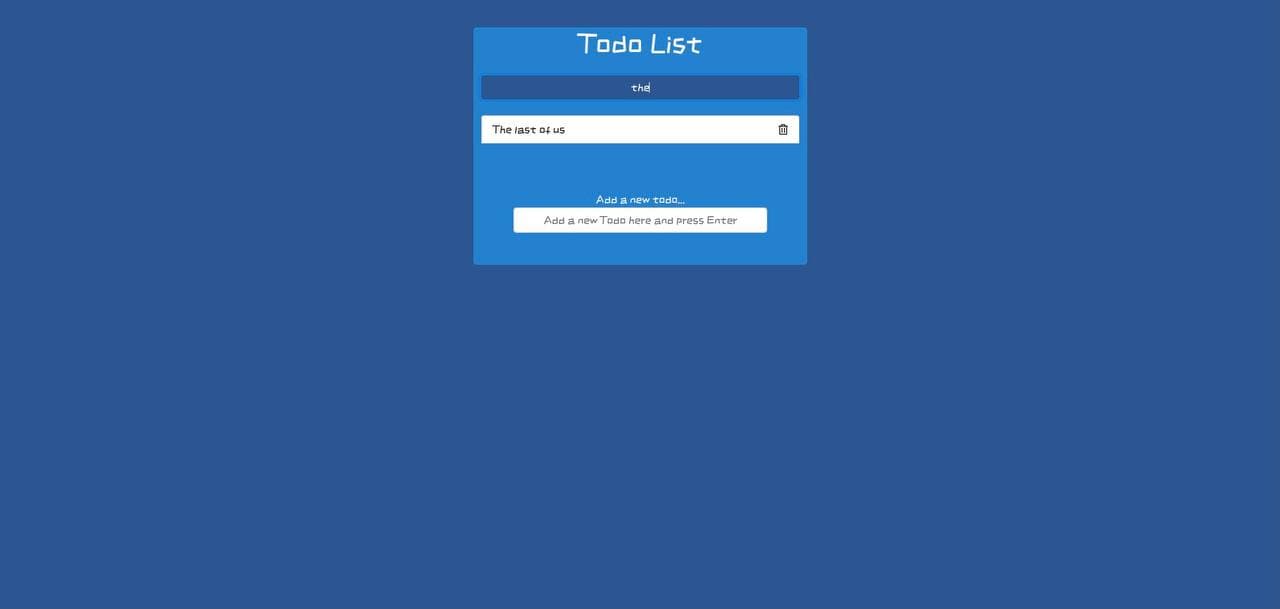 Todo List
the
The last of us
Add a new todo...
Add a new Todo here and press Enter